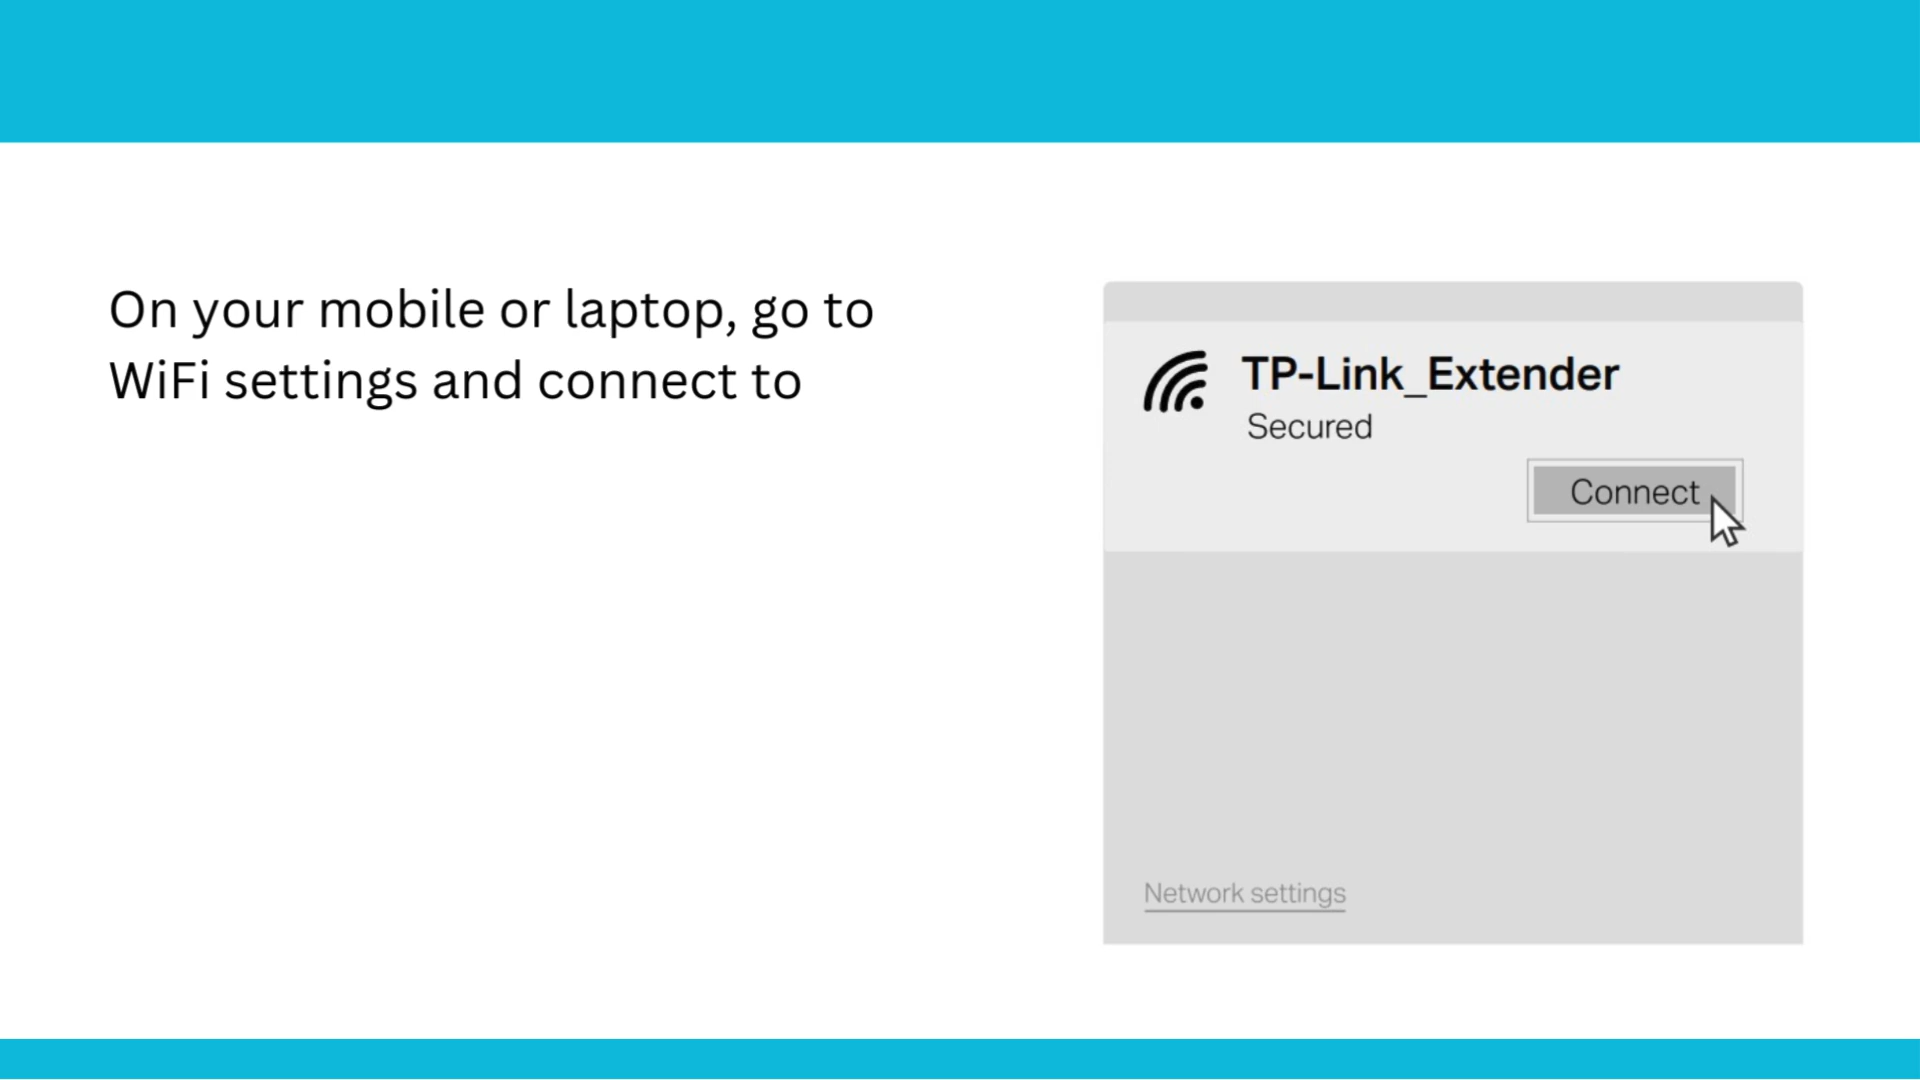 On your mobile or laptop, go to
WiFi settings and connect to
TP-Link_Extender
Secured
Connect
Network settings